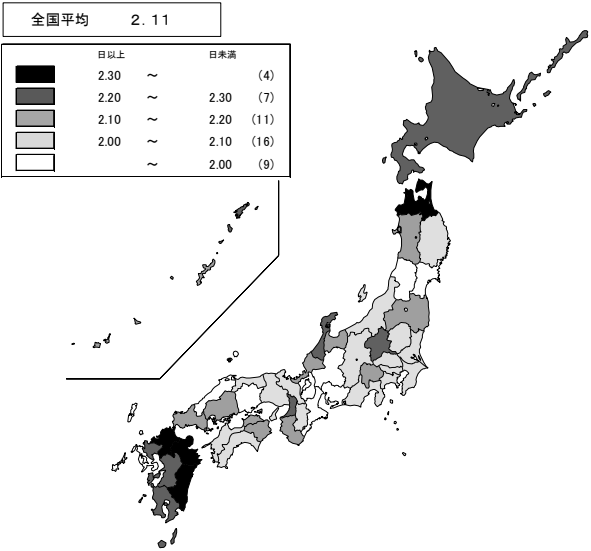 全国平均 2.11
日以上 日未満
2.30 ～ (4)
2.20 ～ 2.30 (7)
2.10 ～ 2.20 (11)
2.00 ～ 2.10 (16)
～ 2.00 (9)